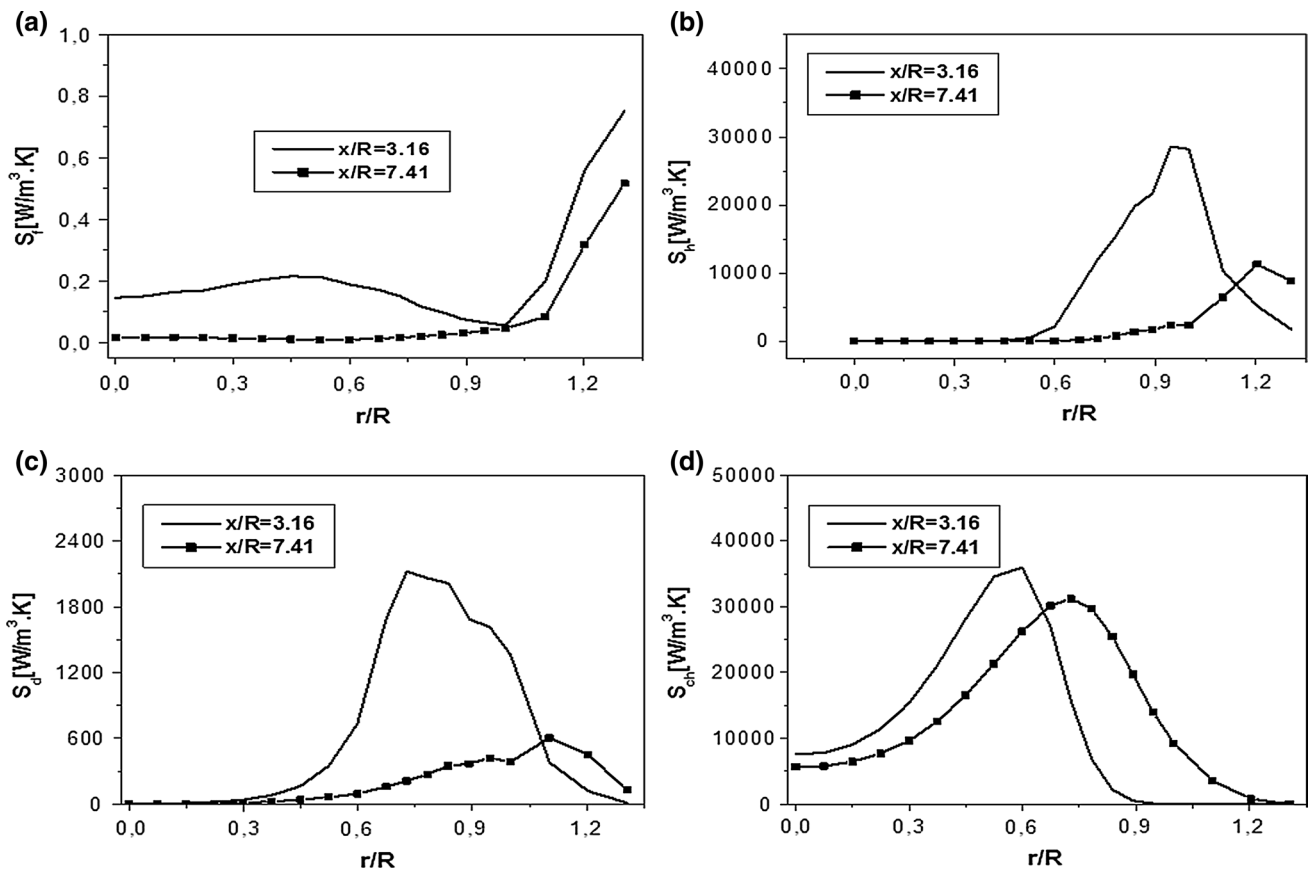 (a)
1,0
0,8
0,6
0,4
0,2
0,0
S_f[W/m³.K]
x/R=3.16
x/R=7.41
0,0 0,3 0,6 0,9 1,2
r/R
(b)
40000
30000
20000
10000
0
S_h[W/m³.K]
x/R=3.16
x/R=7.41
0,0 0,3 0,6 0,9 1,2
r/R
(c)
3000
2400
1800
1200
600
0
S_d[W/m³.K]
x/R=3.16
x/R=7.41
0,0 0,3 0,6 0,9 1,2
r/R
(d)
50000
40000
30000
20000
10000
0
S_ch[W/m³.K]
x/R=3.16
x/R=7.41
0,0 0,3 0,6 0,9 1,2
r/R